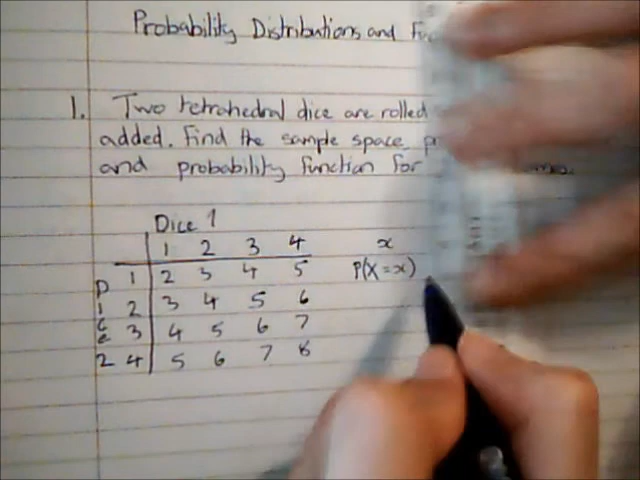 Probability Distributions and
1. Two tetrahedral dice are rolled
added. Find the sample space,
and probability function for
Dice 1
1 2 3 4 x
D 1 2 3 4 5 P(X=x)
i 2 3 4 5 6
c
e 3 4 5 6 7
2 4 5 6 7 8